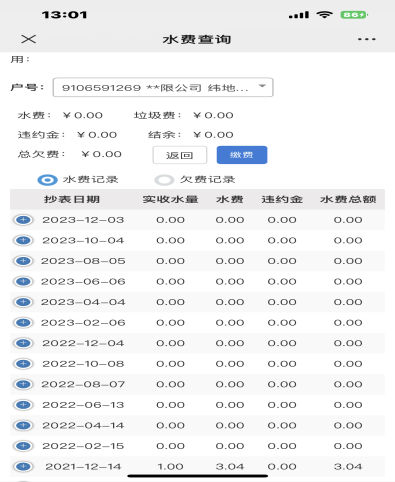 13:01
86
水费查询
用:
户号: 9106591269 **限公司 纬地...
水费: ￥0.00 垃圾费: ￥0.00
违约金: ￥0.00 结余: ￥0.00
总欠费: ￥0.00 返回 缴费
水费记录 欠费记录
抄表日期 实收水量 水费 违约金 水费总额
2023-12-03 0.00 0.00 0.00 0.00
2023-10-04 0.00 0.00 0.00 0.00
2023-08-05 0.00 0.00 0.00 0.00
2023-06-06 0.00 0.00 0.00 0.00
2023-04-04 0.00 0.00 0.00 0.00
2023-02-06 0.00 0.00 0.00 0.00
2022-12-04 0.00 0.00 0.00 0.00
2022-10-08 0.00 0.00 0.00 0.00
2022-08-07 0.00 0.00 0.00 0.00
2022-06-13 0.00 0.00 0.00 0.00
2022-04-14 0.00 0.00 0.00 0.00
2022-02-15 0.00 0.00 0.00 0.00
2021-12-14 1.00 3.04 0.00 3.04